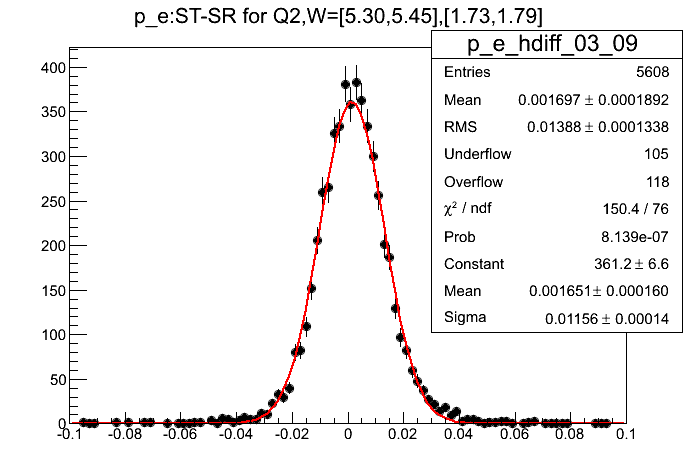 p_e:ST-SR for Q2,W=[5.30,5.45],[1.73,1.79]
p_e_hdiff_03_09
Entries 5608
Mean 0.001697 ± 0.0001892
RMS 0.01388 ± 0.0001338
Underflow 105
Overflow 118
χ² / ndf 150.4 / 76
Prob 8.139e-07
Constant 361.2 ± 6.6
Mean 0.001651 ± 0.000160
Sigma 0.01156 ± 0.00014
400
350
300
250
200
150
100
50
0
-0.1 -0.08 -0.06 -0.04 -0.02 0 0.02 0.04 0.06 0.08 0.1